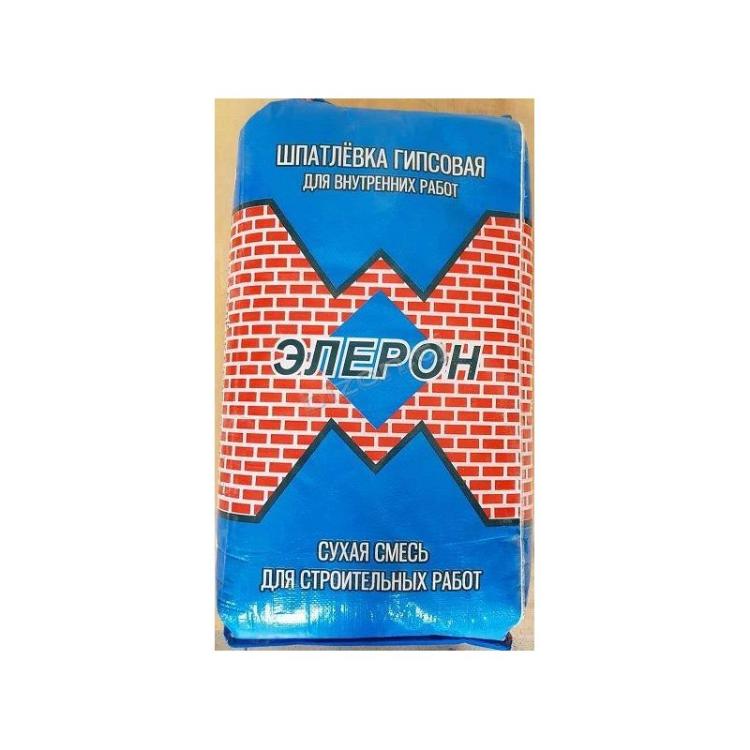 ШПАТЛЁВКА ГИПСОВАЯ
ДЛЯ ВНУТРЕННИХ РАБОТ
ЭЛЕРОН
СУХАЯ СМЕСЬ
ДЛЯ СТРОИТЕЛЬНЫХ РАБОТ